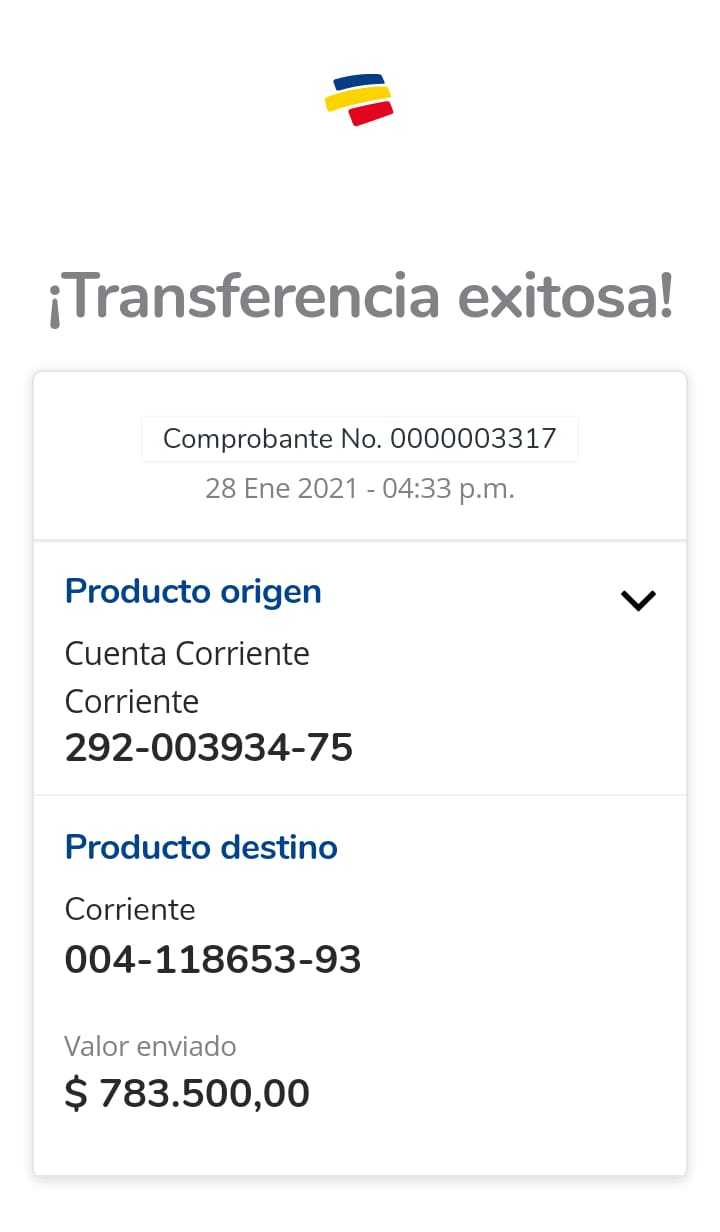 ¡Transferencia exitosa!
Comprobante No. 0000003317
28 Ene 2021 - 04:33 p.m.
Producto origen
Cuenta Corriente
Corriente
292-003934-75
Producto destino
Corriente
004-118653-93
Valor enviado
$ 783.500,00